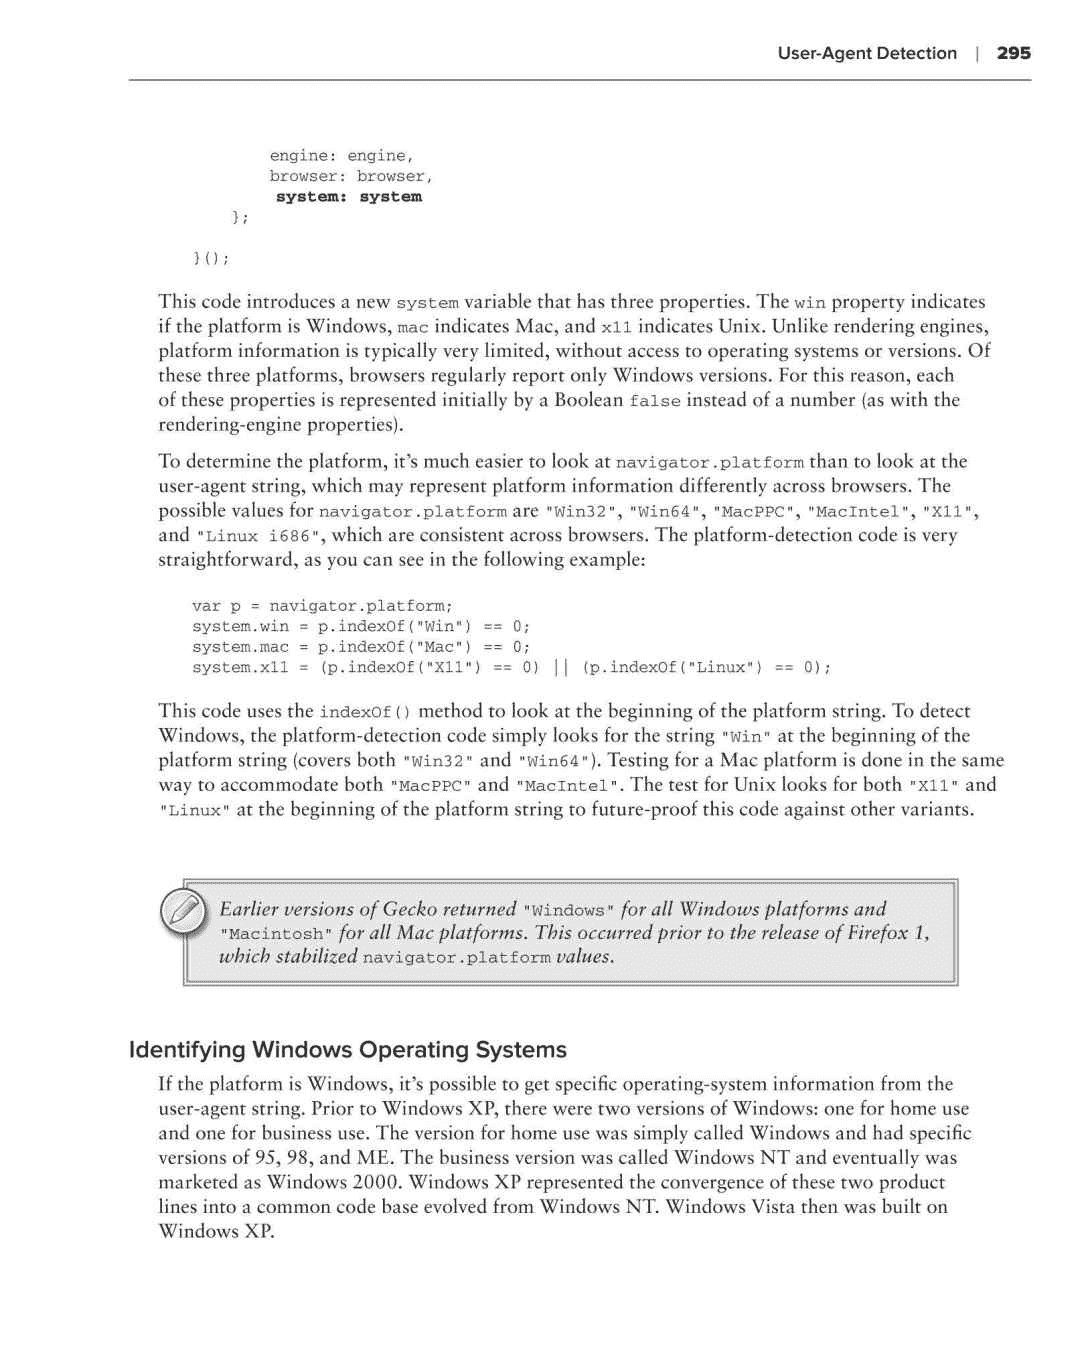 User-Agent Detection | 295
engine: engine,
browser: browser,
system: system
};
}();
This code introduces a new system variable that has three properties. The win property indicates
if the platform is Windows, mac indicates Mac, and x11 indicates Unix. Unlike rendering engines,
platform information is typically very limited, without access to operating systems or versions. Of
these three platforms, browsers regularly report only Windows versions. For this reason, each
of these properties is represented initially by a Boolean false instead of a number (as with the
rendering-engine properties).
To determine the platform, it’s much easier to look at navigator.platform than to look at the
user-agent string, which may represent platform information differently across browsers. The
possible values for navigator.platform are "Win32", "Win64", "MacPPC", "MacIntel", "X11",
and "Linux i686", which are consistent across browsers. The platform-detection code is very
straightforward, as you can see in the following example:
var p = navigator.platform;
system.win = p.indexOf("Win") == 0;
system.mac = p.indexOf("Mac") == 0;
system.x11 = (p.indexOf("X11") == 0) || (p.indexOf("Linux") == 0);
This code uses the indexOf() method to look at the beginning of the platform string. To detect
Windows, the platform-detection code simply looks for the string "Win" at the beginning of the
platform string (covers both "Win32" and "Win64"). Testing for a Mac platform is done in the same
way to accommodate both "MacPPC" and "MacIntel". The test for Unix looks for both "X11" and
"Linux" at the beginning of the platform string to future-proof this code against other variants.
Earlier versions of Gecko returned "Windows" for all Windows platforms and
"Macintosh" for all Mac platforms. This occurred prior to the release of Firefox 1,
which stabilized navigator.platform values.
Identifying Windows Operating Systems
If the platform is Windows, it’s possible to get specific operating-system information from the
user-agent string. Prior to Windows XP, there were two versions of Windows: one for home use
and one for business use. The version for home use was simply called Windows and had specific
versions of 95, 98, and ME. The business version was called Windows NT and eventually was
marketed as Windows 2000. Windows XP represented the convergence of these two product
lines into a common code base evolved from Windows NT. Windows Vista then was built on
Windows XP.